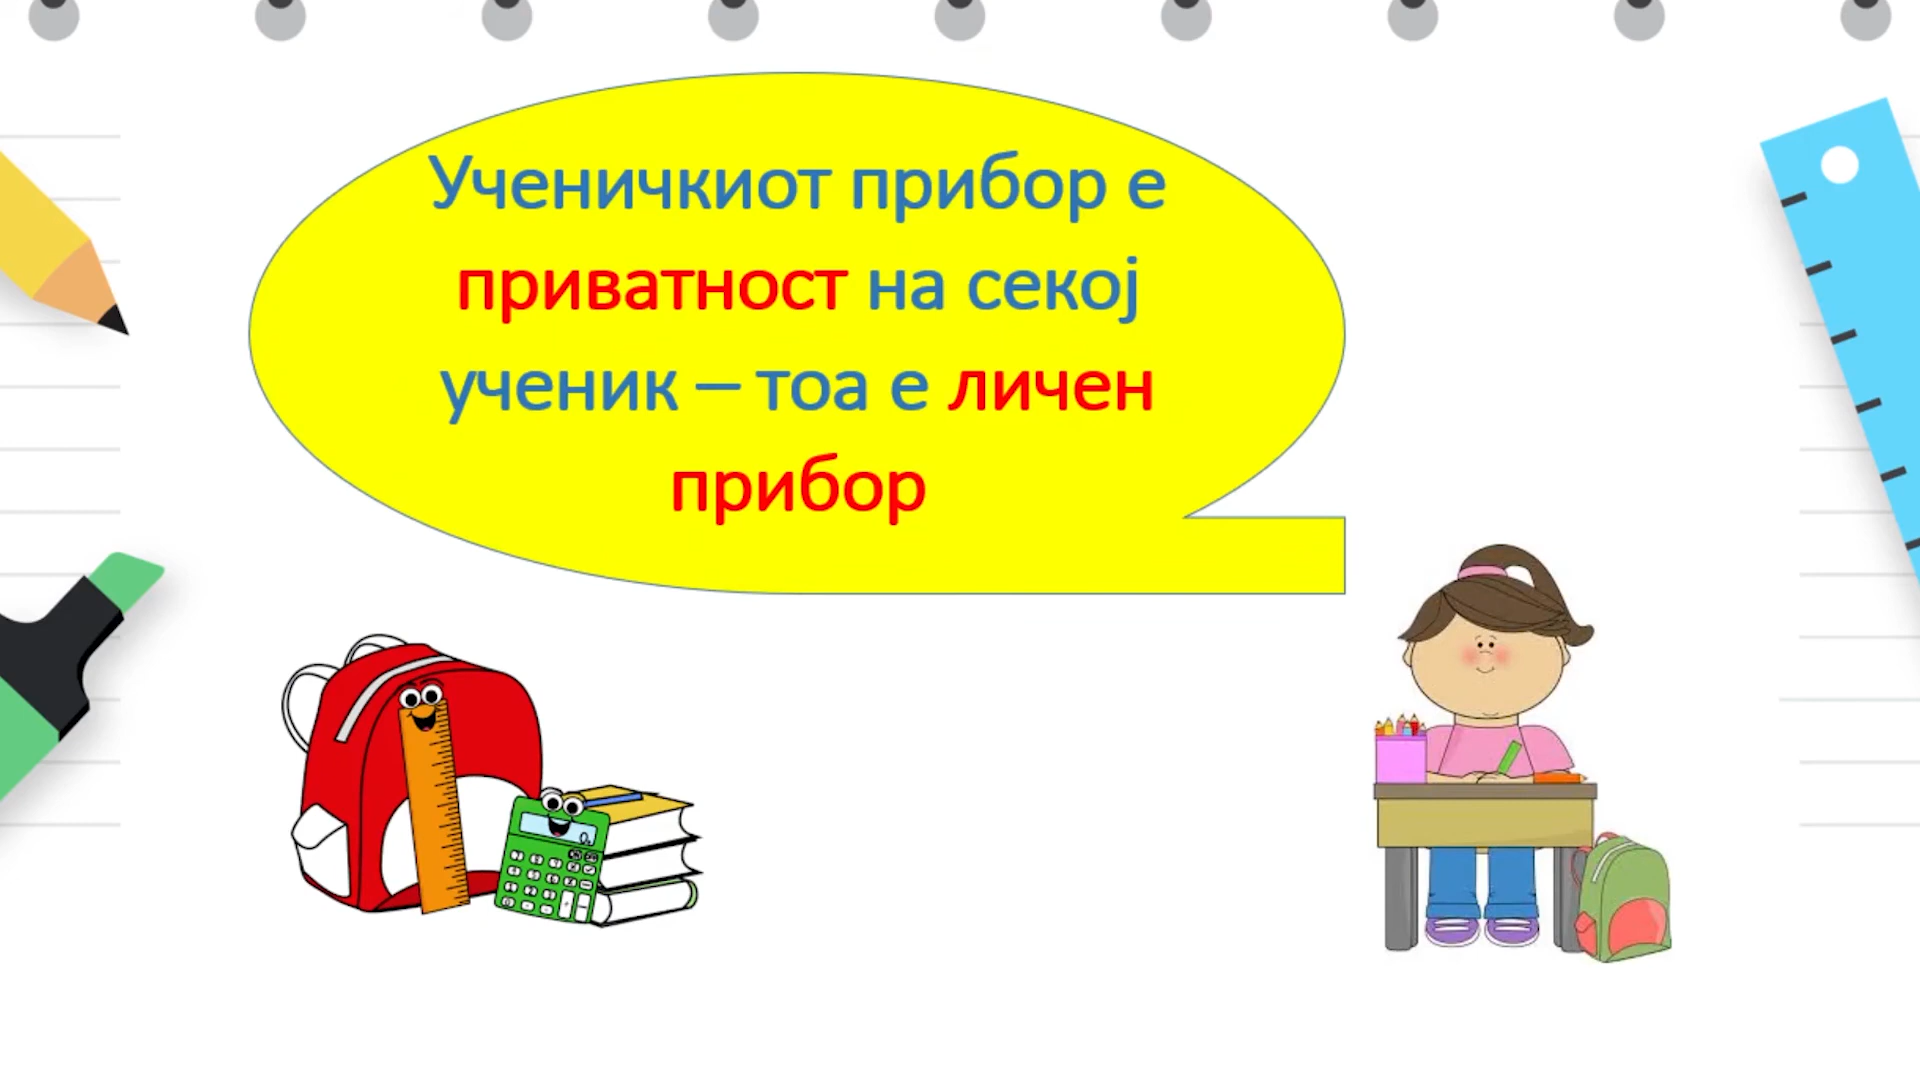 Ученичкиот прибор е
приватност на секој
ученик – тоа е личен
прибор